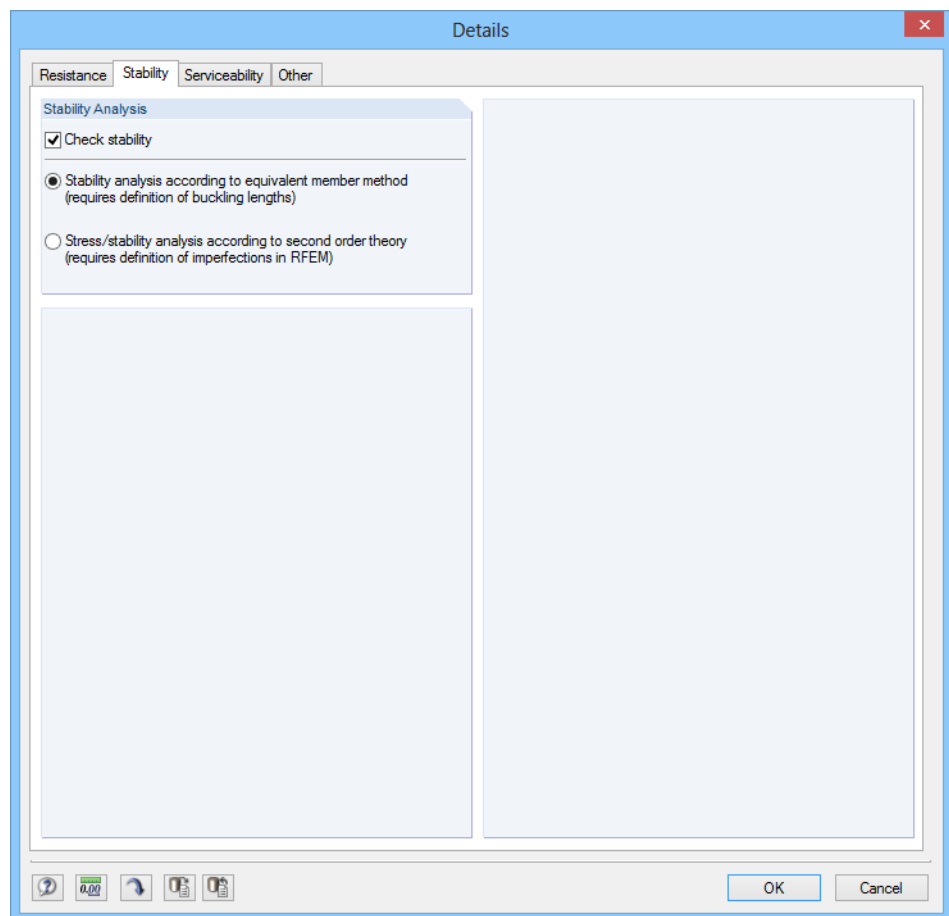 Details
Resistance
Stability
Serviceability
Other
Stability Analysis
Check stability
Stability analysis according to equivalent member method
(requires definition of buckling lengths)
Stress/stability analysis according to second order theory
(requires definition of imperfections in RFEM)
0.00
OK
Cancel